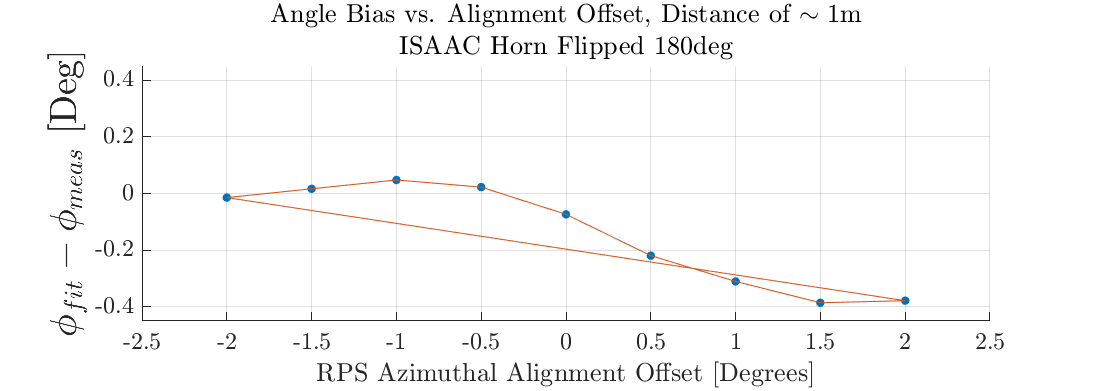 Angle Bias vs. Alignment Offset, Distance of ∼ 1m
ISAAC Horn Flipped 180deg
ϕ_fit − ϕ_meas [Deg]
0.4
0.2
0
-0.2
-0.4
-2.5 -2 -1.5 -1 -0.5 0 0.5 1 1.5 2 2.5
RPS Azimuthal Alignment Offset [Degrees]